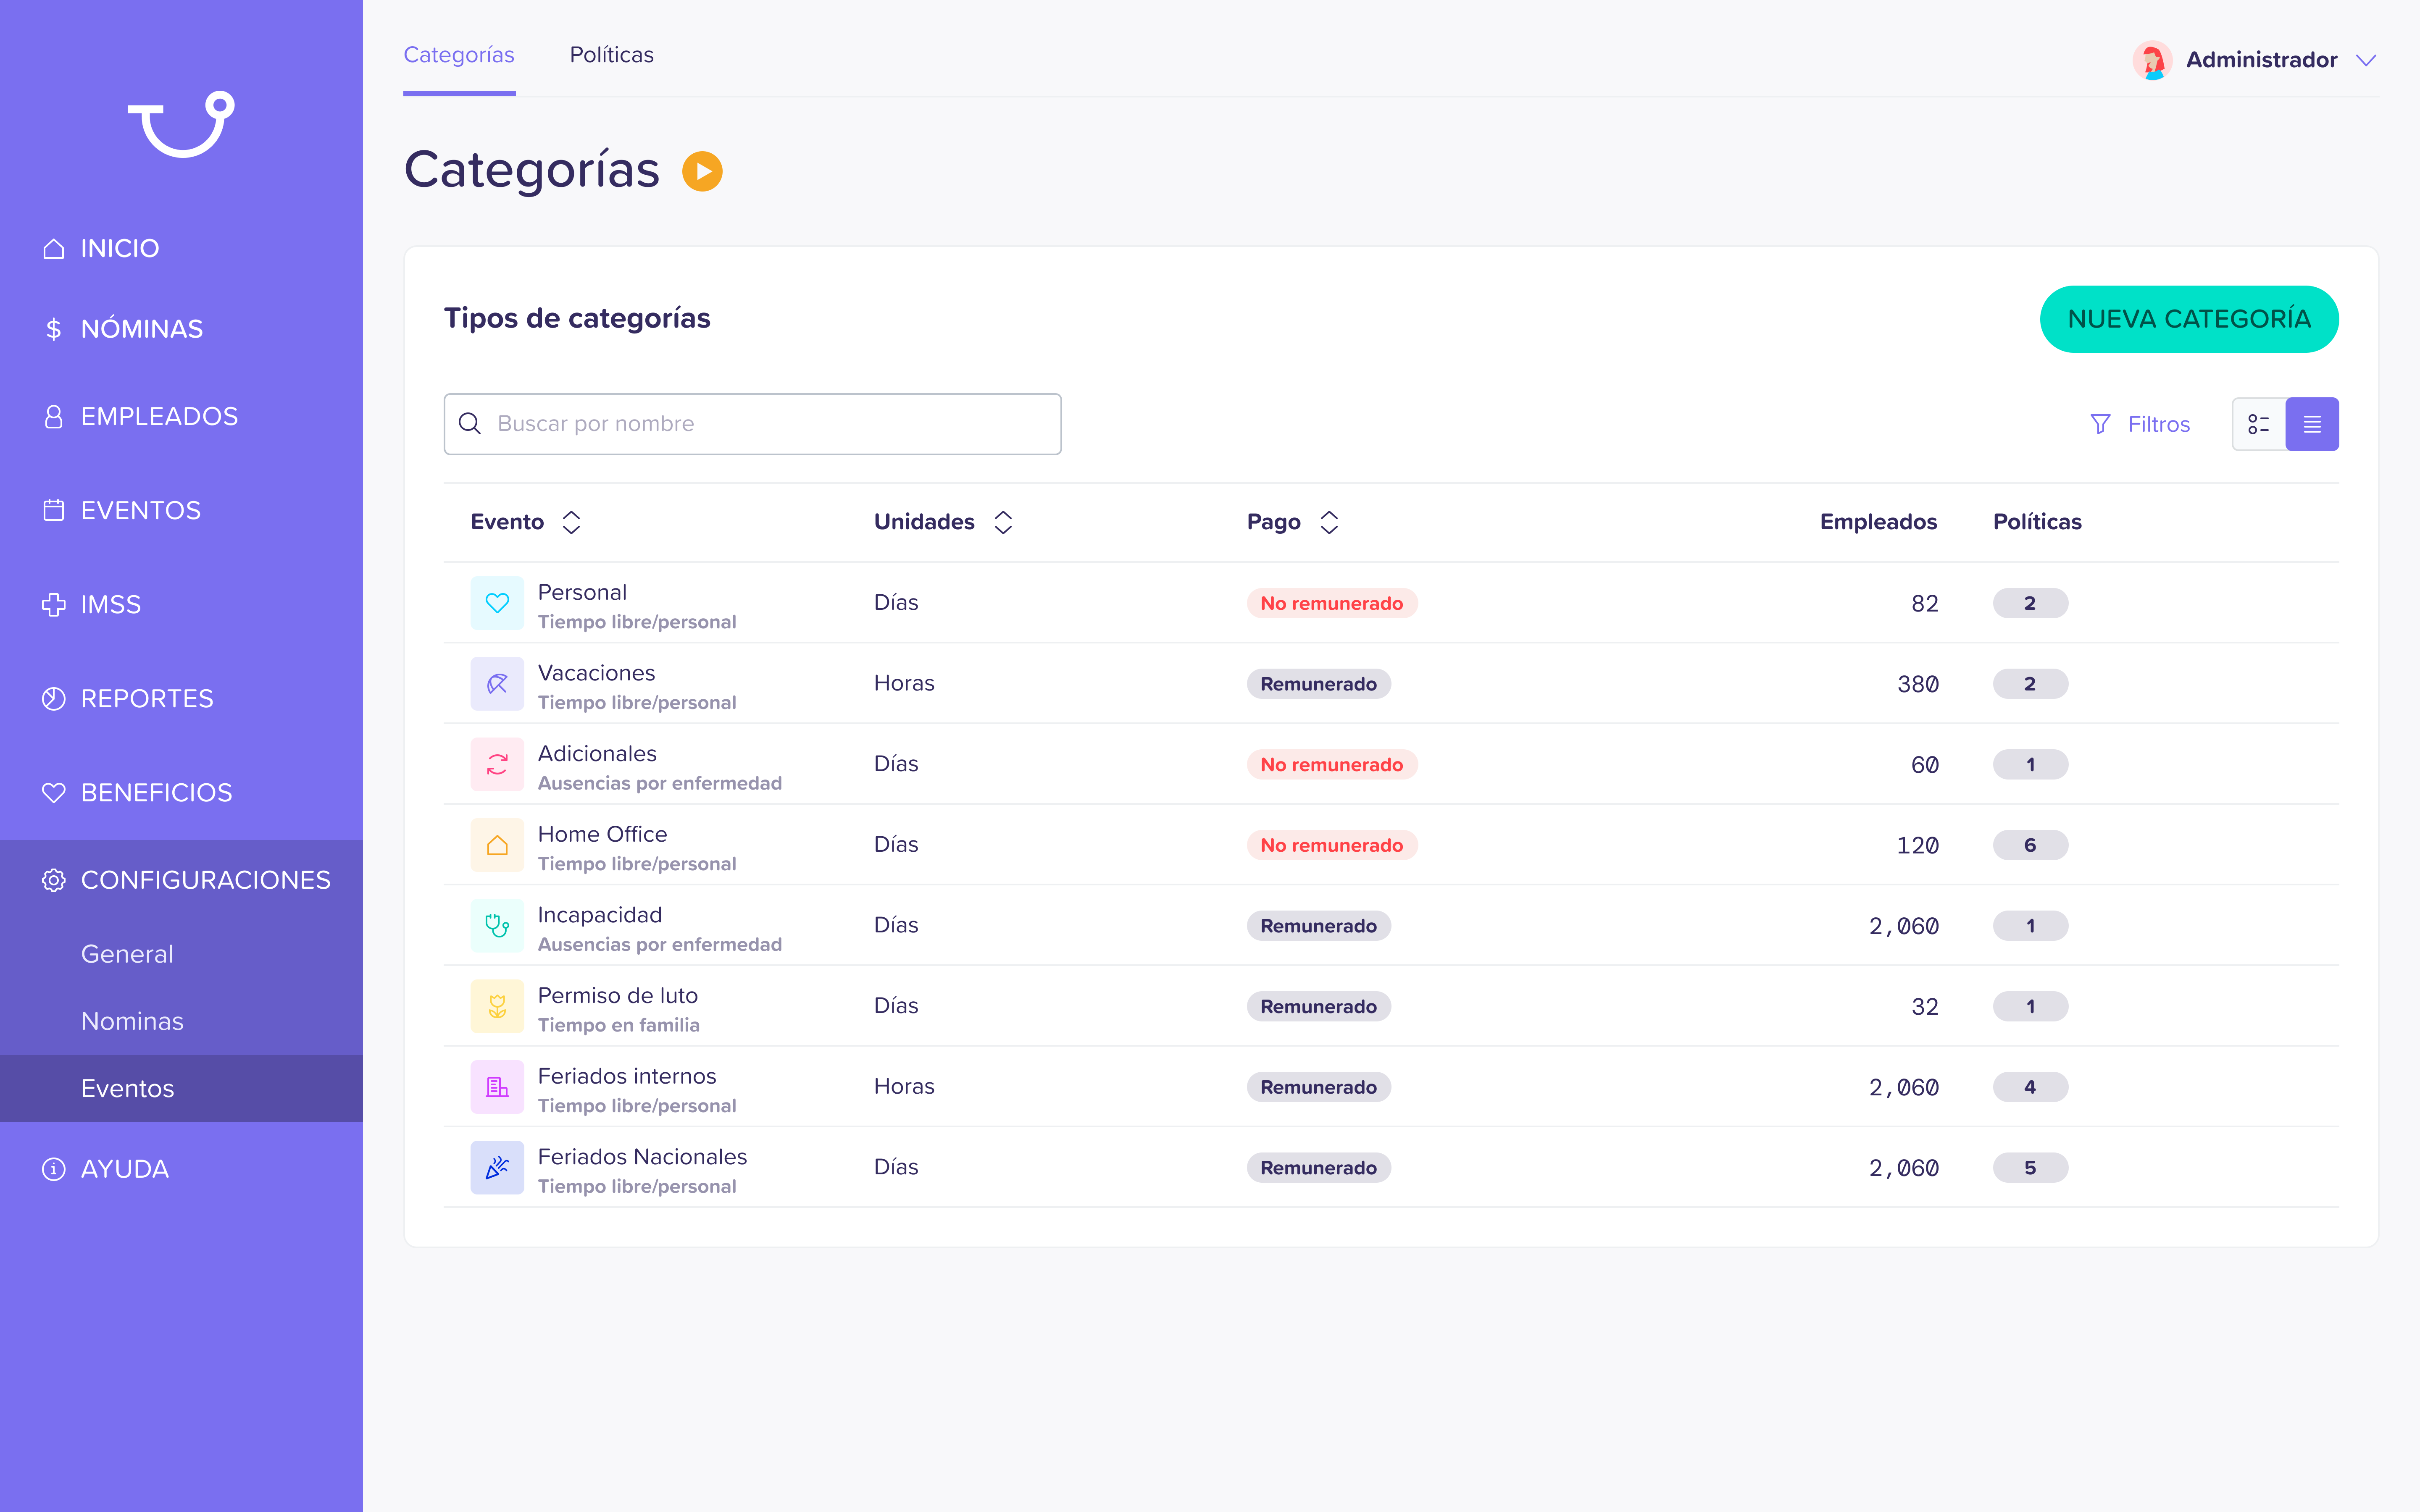 Categorías
Políticas
Administrador
INICIO
NÓMINAS
EMPLEADOS
EVENTOS
IMSS
REPORTES
BENEFICIOS
CONFIGURACIONES
General
Nominas
Eventos
AYUDA
Categorías
Tipos de categorías
NUEVA CATEGORÍA
Buscar por nombre
Filtros
Evento Unidades Pago Empleados Políticas
Personal
Tiempo libre/personal
Días No remunerado 82 2
Vacaciones
Tiempo libre/personal
Horas Remunerado 380 2
Adicionales
Ausencias por enfermedad
Días No remunerado 60 1
Home Office
Tiempo libre/personal
Días No remunerado 120 6
Incapacidad
Ausencias por enfermedad
Días Remunerado 2,060 1
Permiso de luto
Tiempo en familia
Días Remunerado 32 1
Feriados internos
Tiempo libre/personal
Horas Remunerado 2,060 4
Feriados Nacionales
Tiempo libre/personal
Días Remunerado 2,060 5